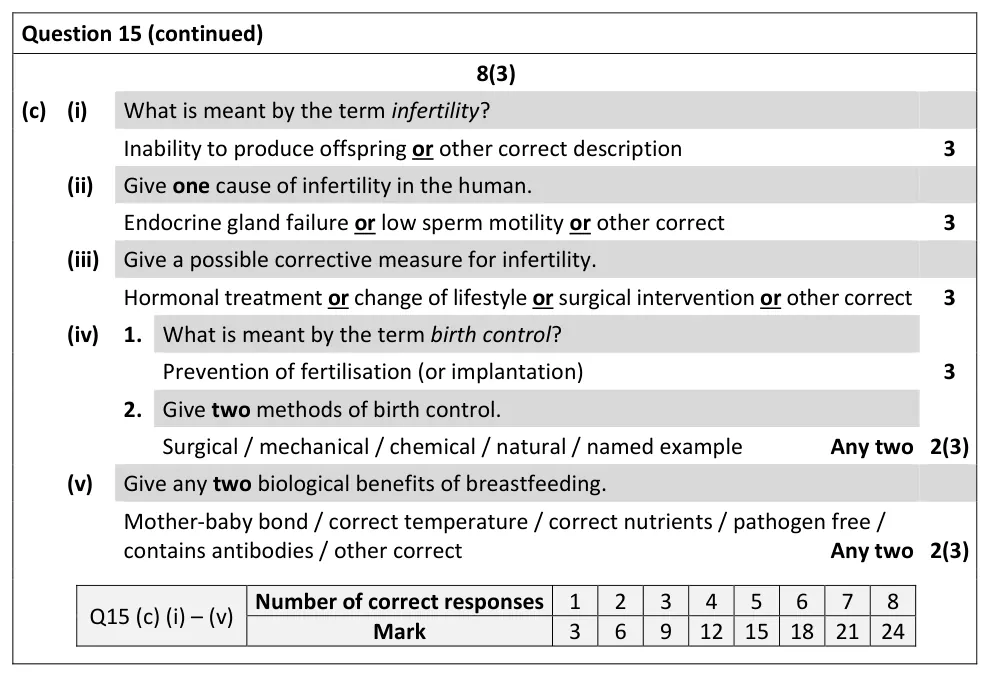 Question 15 (continued)
8(3)
(c) (i) What is meant by the term infertility?
Inability to produce offspring or other correct description 3
(ii) Give one cause of infertility in the human.
Endocrine gland failure or low sperm motility or other correct 3
(iii) Give a possible corrective measure for infertility.
Hormonal treatment or change of lifestyle or surgical intervention or other correct 3
(iv) 1. What is meant by the term birth control?
Prevention of fertilisation (or implantation) 3
2. Give two methods of birth control.
Surgical / mechanical / chemical / natural / named example Any two 2(3)
(v) Give any two biological benefits of breastfeeding.
Mother-baby bond / correct temperature / correct nutrients / pathogen free /
contains antibodies / other correct Any two 2(3)
Q15 (c) (i) – (v)
Number of correct responses 1 2 3 4 5 6 7 8
Mark 3 6 9 12 15 18 21 24